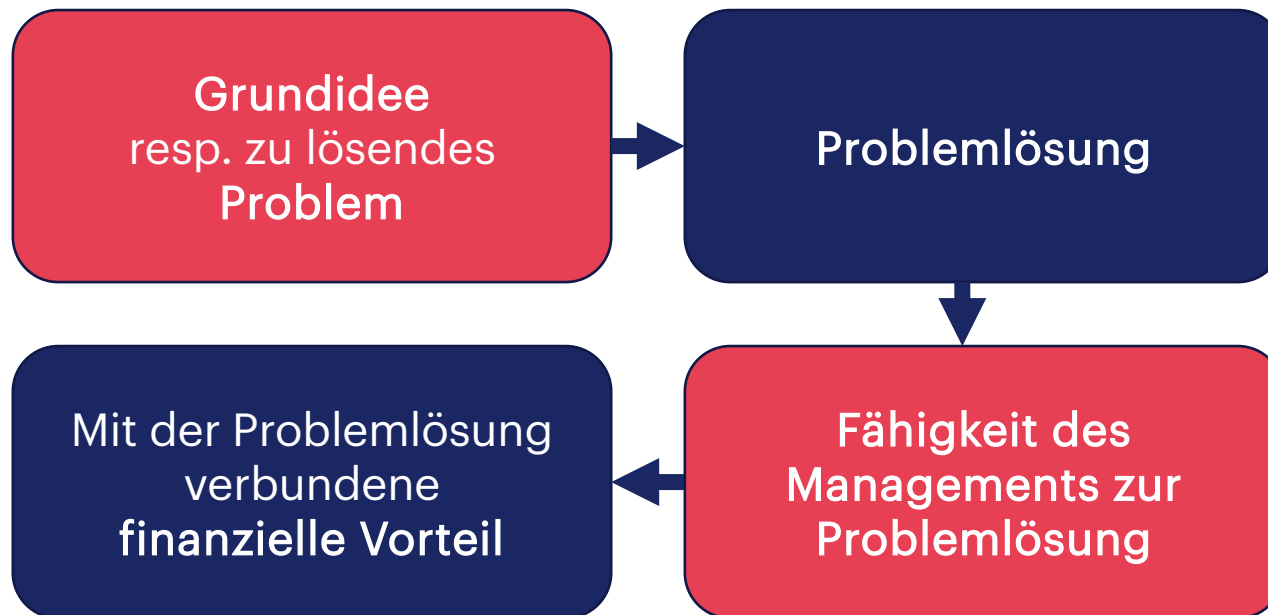 Grundidee
resp. zu lösendes
Problem
Problemlösung
Fähigkeit des
Managements zur
Problemlösung
Mit der Problemlösung
verbundene
finanzielle Vorteil